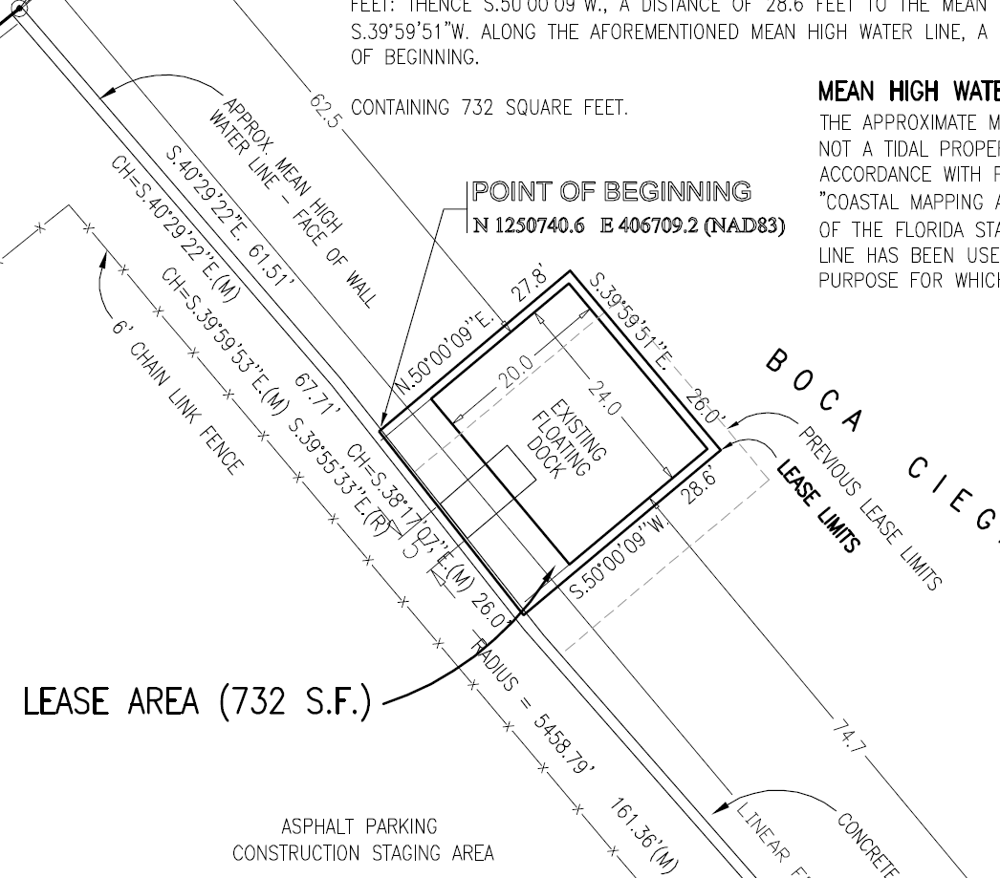 FEET: THENCE S.50°00'09"W., A DISTANCE OF 28.6 FEET TO THE MEAN
S.39°59'51"W. ALONG THE AFOREMENTIONED MEAN HIGH WATER LINE, A
OF BEGINNING.
CONTAINING 732 SQUARE FEET.
MEAN HIGH WATE
THE APPROXIMATE M
NOT A TIDAL PROPER
ACCORDANCE WITH
"COASTAL MAPPING A
OF THE FLORIDA STA
LINE HAS BEEN USE
PURPOSE FOR WHICH
62.5
APPROX. MEAN HIGH
WATER LINE - FACE OF WALL
S.40°29'22"E. 61.51'
CH=S.40°29'22"E.(M)
POINT OF BEGINNING
N 1250740.6 E 406709.2 (NAD83)
6' CHAIN LINK FENCE
CH=S.39°59'53"E.(M) S.39°55'33"E.(R)
67.71'
N.50°00'09"E. 27.8'
S.39°59'51"E. 26.0'
20.0
24.0
EXISTING
FLOATING
DOCK
CH=S.38°17'07"E.(M) 26.0'
5
S.50°00'09"W. 28.6'
BOCA CIEG
PREVIOUS LEASE LIMITS
LEASE LIMITS
LEASE AREA (732 S.F.)
RADIUS = 5458.79'
161.36'(M)
74.7
LINEAR
CONCRETE
ASPHALT PARKING
CONSTRUCTION STAGING AREA